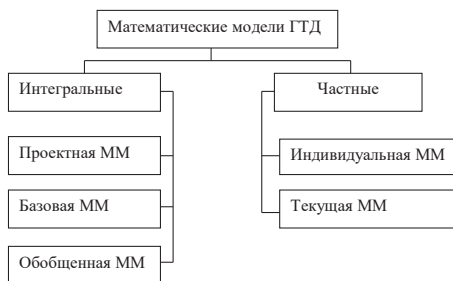 Математические модели ГТД
Интегральные
Частные
Проектная ММ
Индивидуальная ММ
Базовая ММ
Текущая ММ
Обобщенная ММ